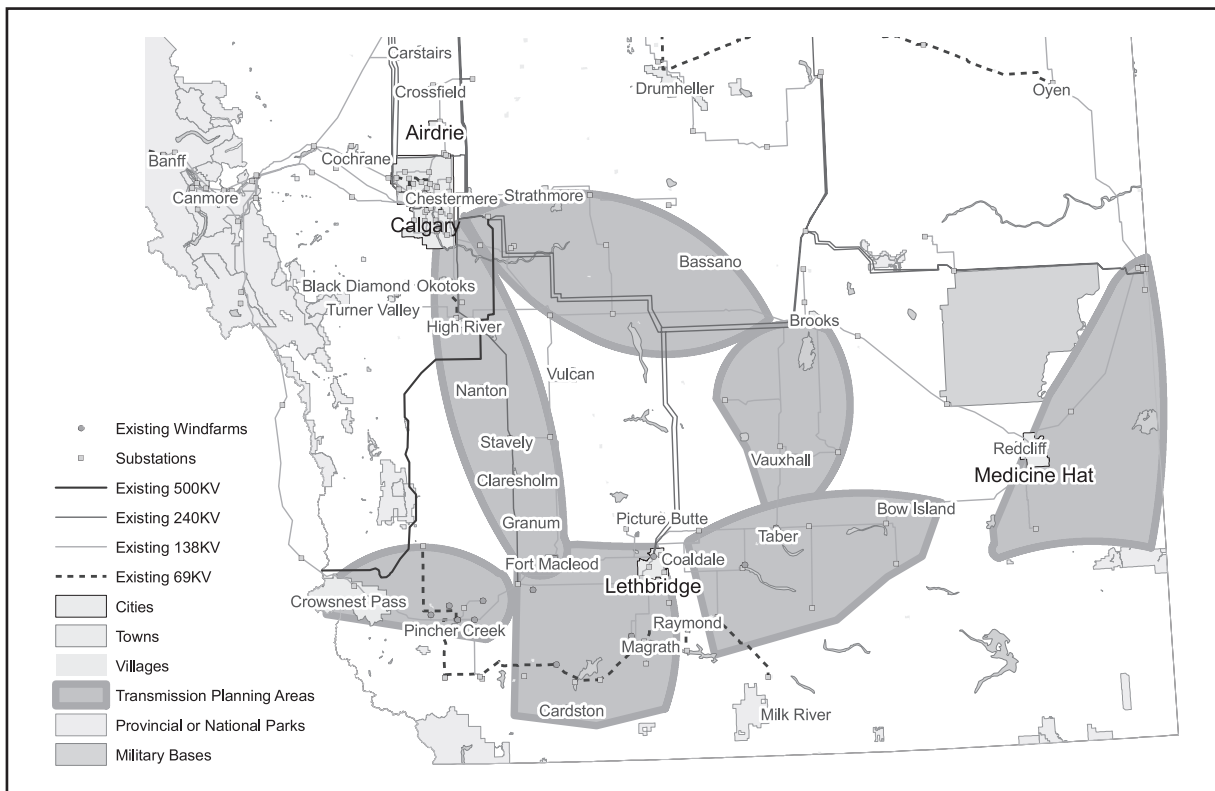 Carstairs
Crossfield
Drumheller
Oyen
Airdrie
Banff
Cochrane
Canmore
Chestermere
Strathmore
Calgary
Bassano
Black Diamond
Okotoks
Turner Valley
High River
Brooks
Vulcan
Nanton
Stavely
Redcliff
Vauxhall
Medicine Hat
Claresholm
Bow Island
Granum
Picture Butte
Taber
Fort Macleod
Coaldale
Lethbridge
Crowsnest Pass
Pincher Creek
Raymond
Magrath
Cardston
Milk River
Existing Windfarms
Substations
Existing 500KV
Existing 240KV
Existing 138KV
Existing 69KV
Cities
Towns
Villages
Transmission Planning Areas
Provincial or National Parks
Military Bases